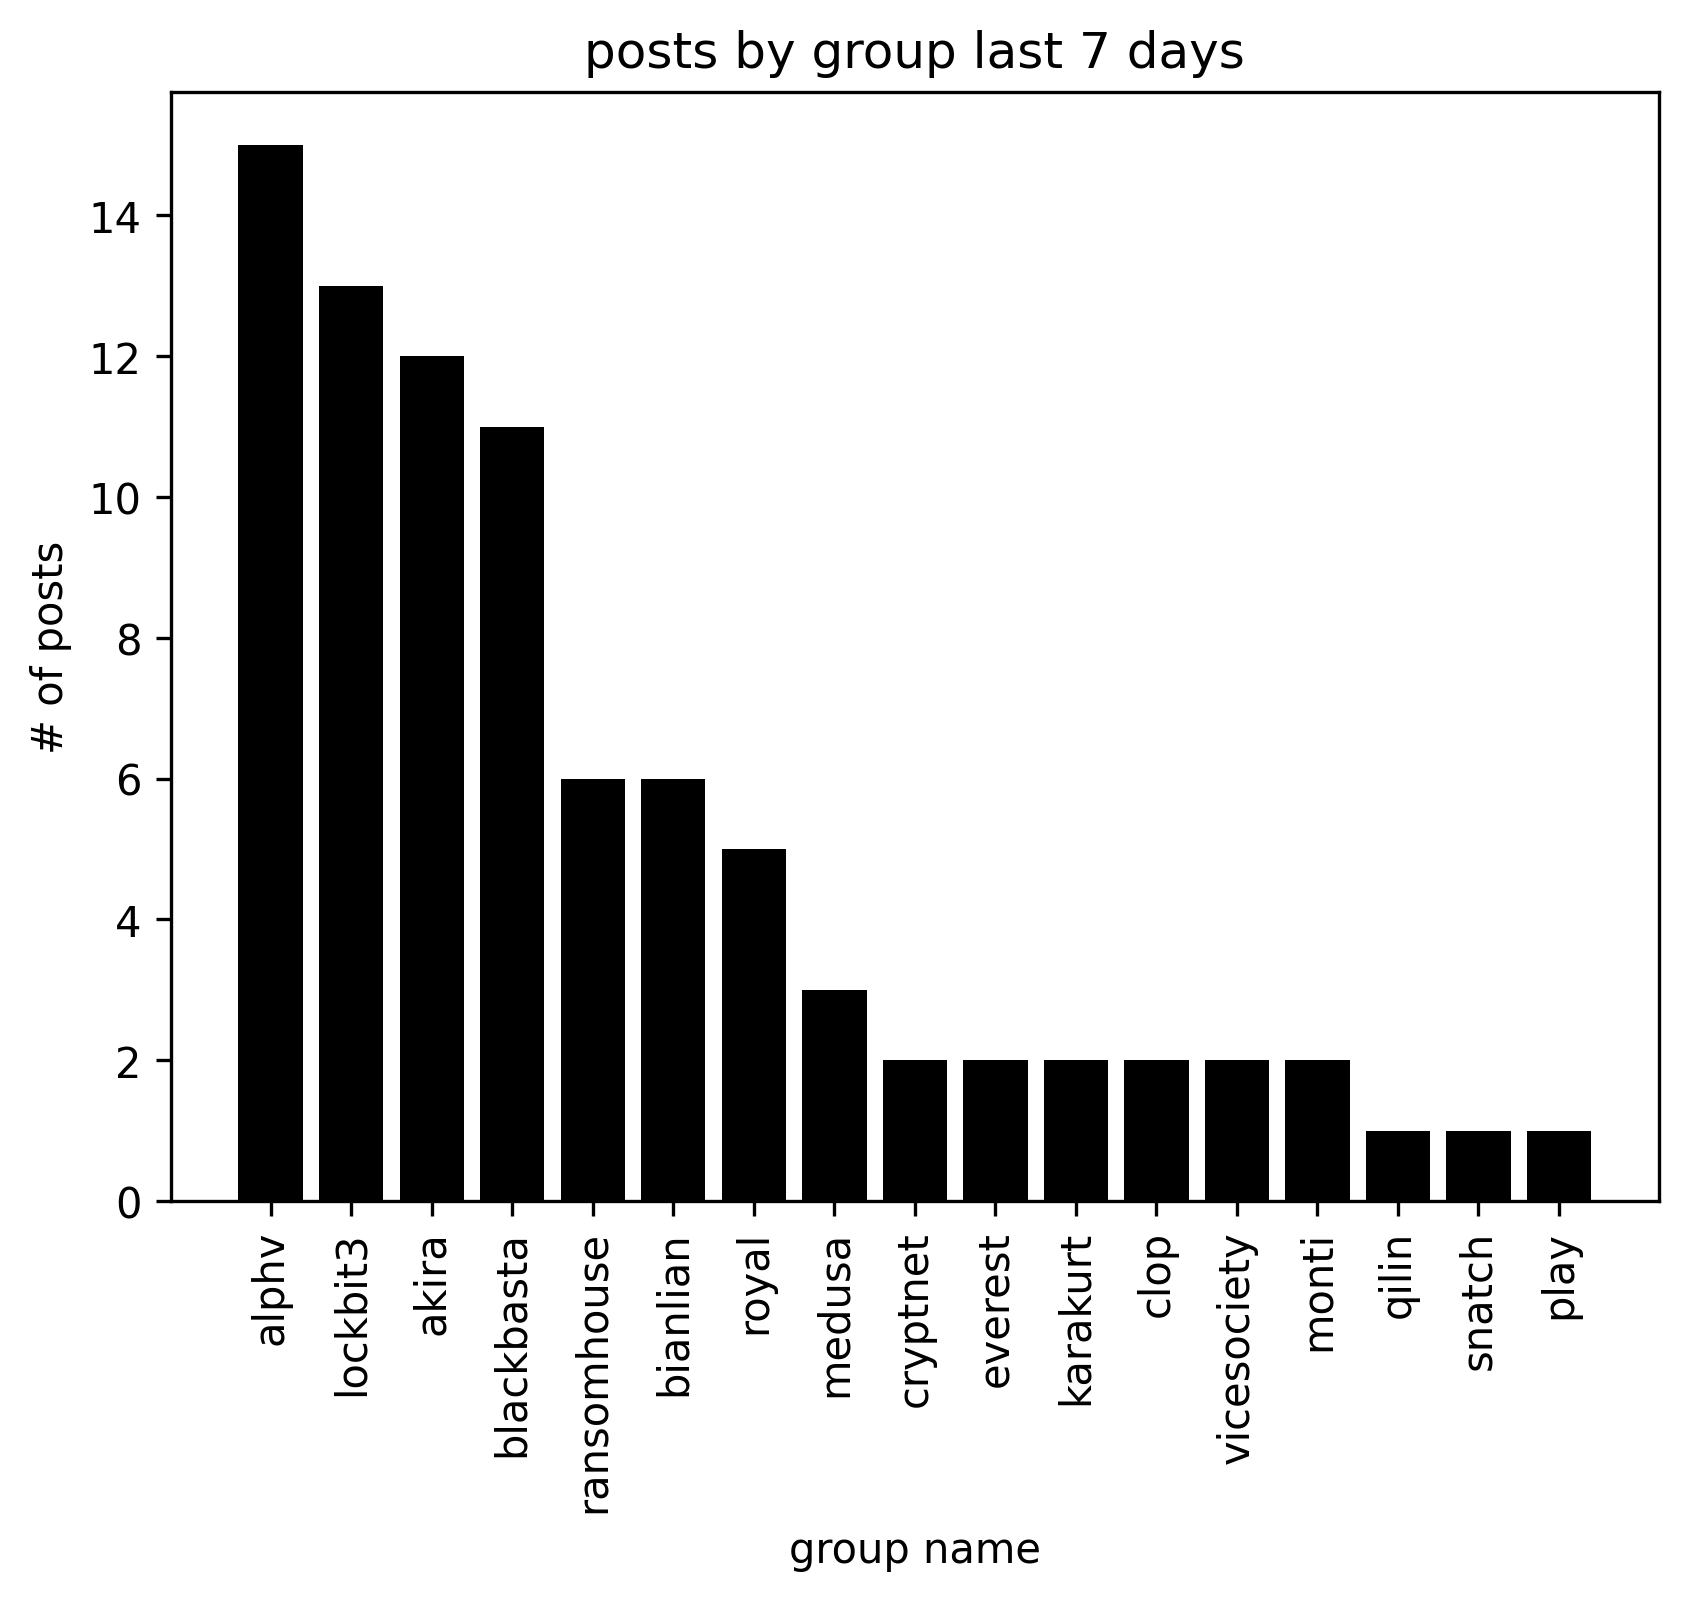 posts by group last 7 days
# of posts
14
12
10
8
6
4
2
0
alphv
lockbit3
akira
blackbasta
ransomhouse
bianlian
royal
medusa
cryptnet
everest
karakurt
clop
vicesociety
monti
qilin
snatch
play
group name